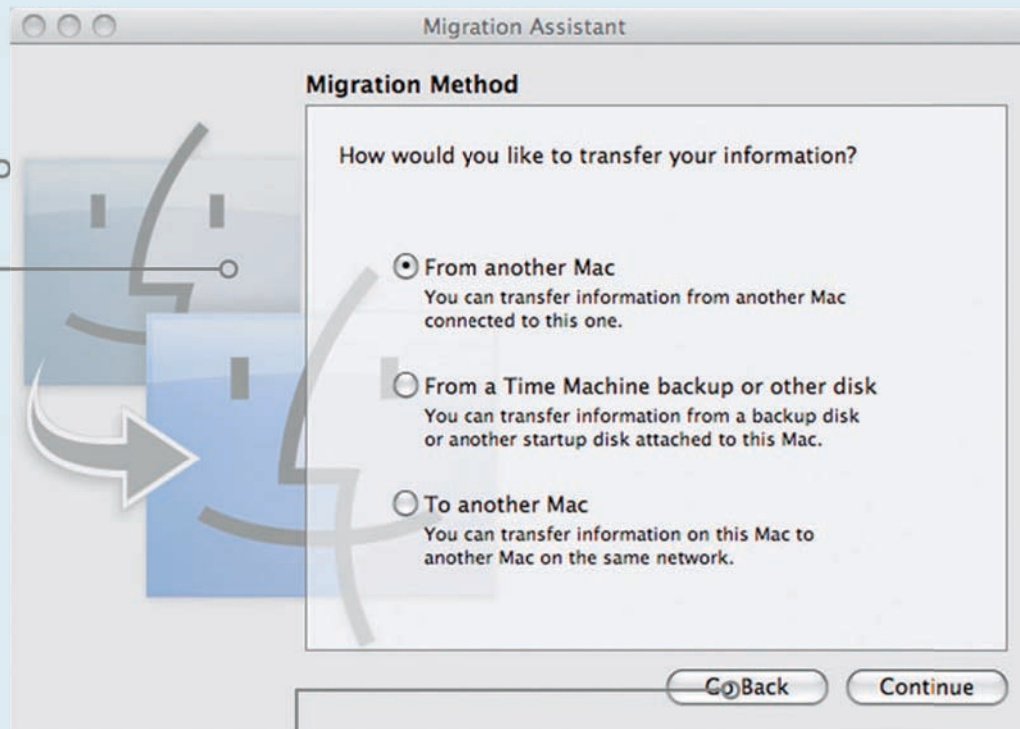 Migration Assistant
Migration Method
How would you like to transfer your information?
From another Mac
You can transfer information from another Mac
connected to this one.
From a Time Machine backup or other disk
You can transfer information from a backup disk
or another startup disk attached to this Mac.
To another Mac
You can transfer information on this Mac to
another Mac on the same network.
Go Back
Continue